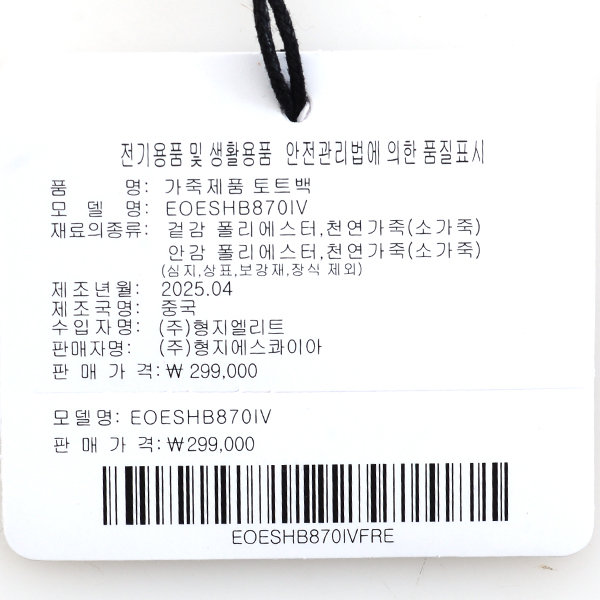 전기용품 및 생활용품 안전관리법에 의한 품질표시
품 명: 가죽제품 토트백
모 델 명: EOESHB870IV
재료의종류: 겉감 폴리에스터,천연가죽(소가죽)
안감 폴리에스터,천연가죽(소가죽)
(심지,상표,보강재,장식 제외)
제조년월: 2025.04
제조국명: 중국
수입자명: (주)형지엘리트
판매자명: (주)형지에스콰이아
판 매 가 격: ₩ 299,000
모델명: EOESHB870IV
판 매 가 격: ₩ 299,000
EOESHB870IVFRE